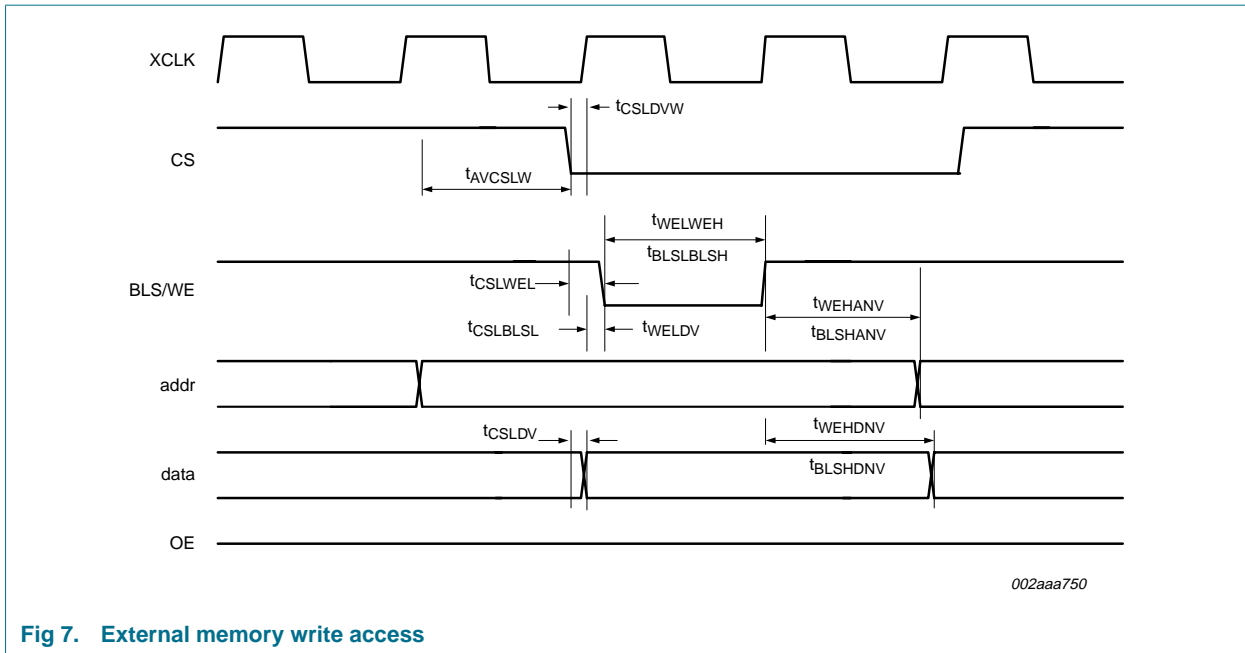 XCLK
tCSLDVW
CS
tAVCSLW
tWELWEH
tBLSLBLSH
BLS/WE
tCSLWEL
tWEHANV
tCSLBLSL
tWELDV
tBLSHANV
addr
tCSLDV
tWEHDNV
data
tBLSHDNV
OE
002aaa750
Fig 7. External memory write access